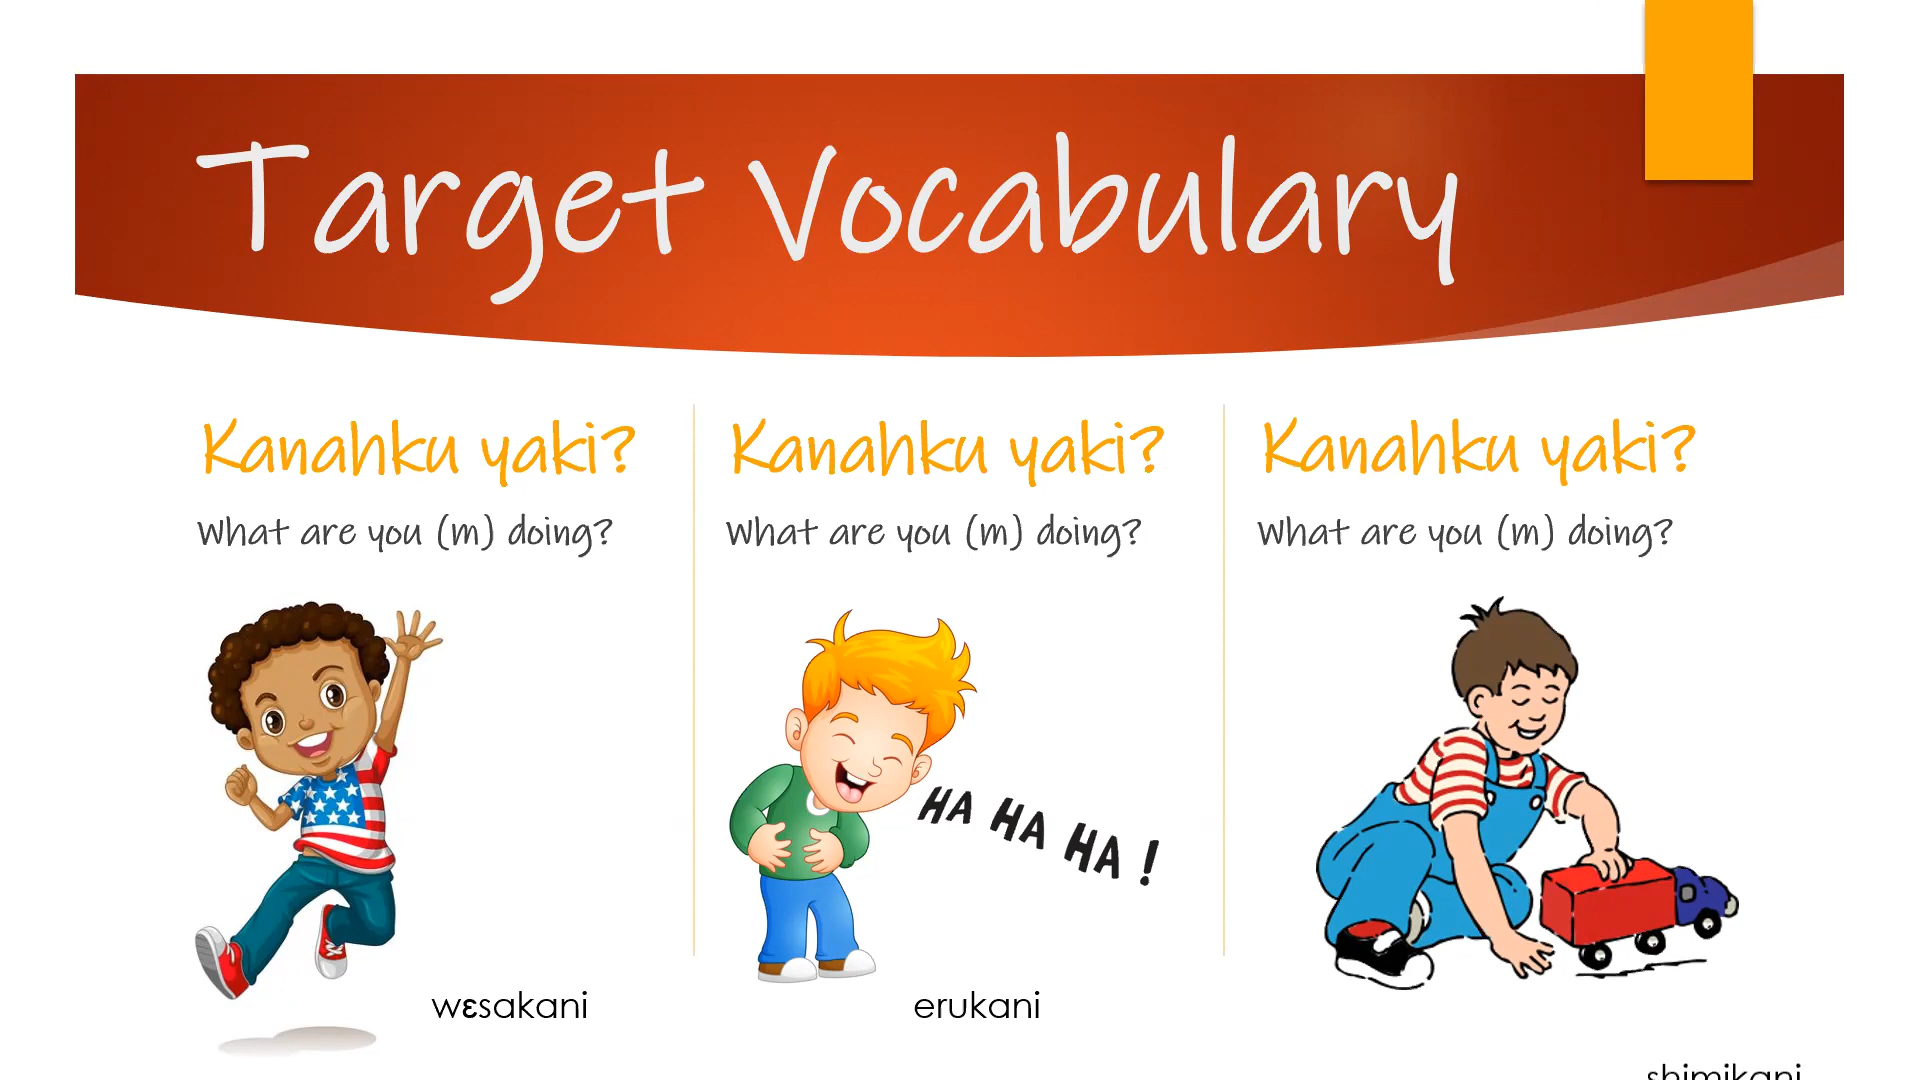 Target Vocabulary
Kanahku yaki?
What are you (m) doing?
wɛsakani
Kanahku yaki?
What are you (m) doing?
HA HA HA !
erukani
Kanahku yaki?
What are you (m) doing?
shimikani